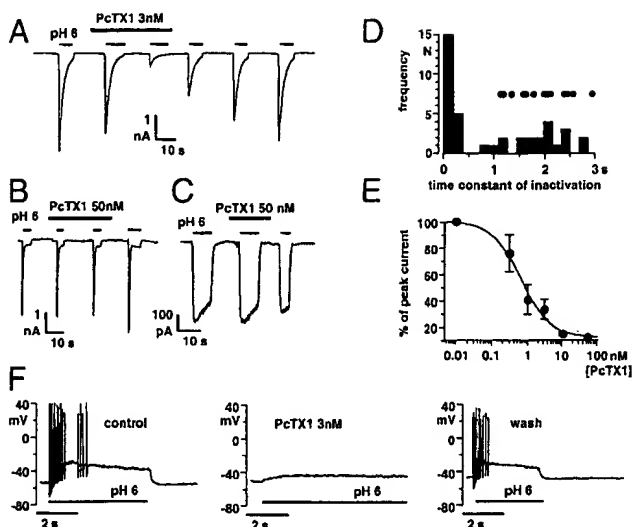 A
PcTX1 3nM
pH 6
1
nA
10 s
B
PcTX1 50nM
pH 6
1
nA
10 s
C
PcTX1 50 nM
pH 6
100
pA
10 s
D
15
N
10
5
0
frequency
0 1 2 3 s
time constant of inactivation
E
100
80
60
40
20
% of peak current
0.01 0.1 1 10 100 nM
[PcTX1]
F
40
mV
0
-40
-80
control
pH 6
2 s
40
mV
0
-40
-80
PcTX1 3nM
pH 6
2 s
40
mV
0
-40
-80
wash
pH 6
2 s